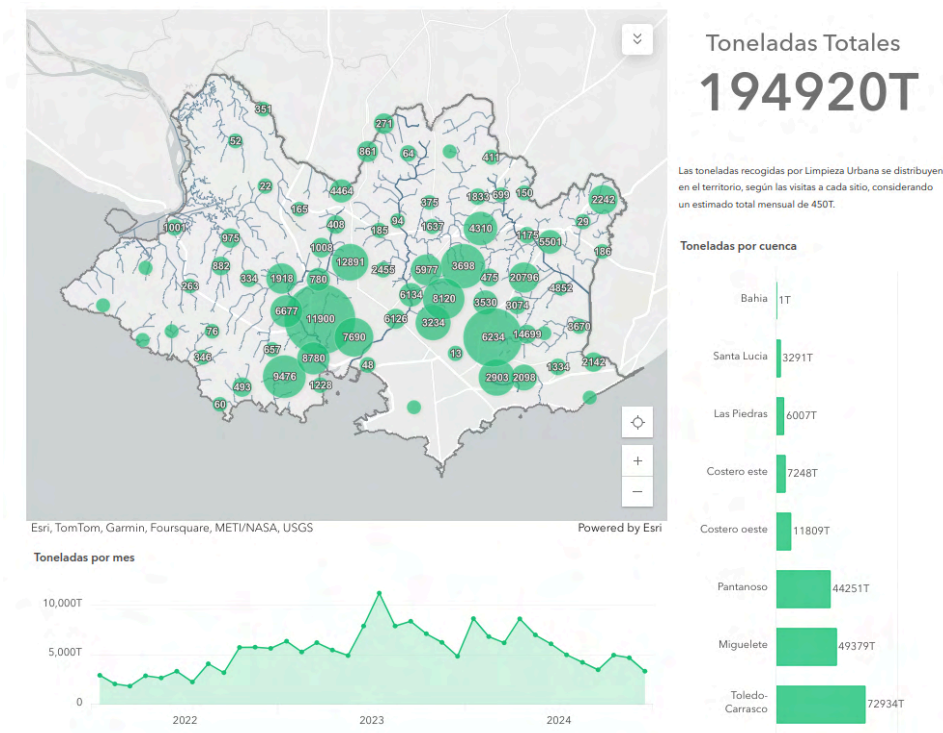 Toneladas Totales
194920T
Las toneladas recogidas por Limpieza Urbana se distribuyen
en el territorio, según las visitas a cada sitio, considerando
un estimado total mensual de 450T.
351
271
52
861
64
411
22
4464
375
1833
699
150
2242
165
94
29
1001
408
185
1637
4310
975
1175
5501
1008
186
882
12891
2455
5977
3698
334
1918
780
475
20796
263
4852
6134
8120
3530
3074
6677
11900
6126
3234
3670
76
7690
6234
14699
657
13
346
8780
48
1334
2142
9476
2903
2098
493
1228
60
Esri, TomTom, Garmin, Foursquare, METI/NASA, USGS
Powered by Esri
Toneladas por cuenca
Bahia
1T
Santa Lucia
3291T
Las Piedras
6007T
Costero este
7248T
Costero oeste
11809T
Pantanoso
44251T
Miguelete
49379T
Toledo-
Carrasco
72934T
Toneladas por mes
10,000T
5,000T
0
2022
2023
2024